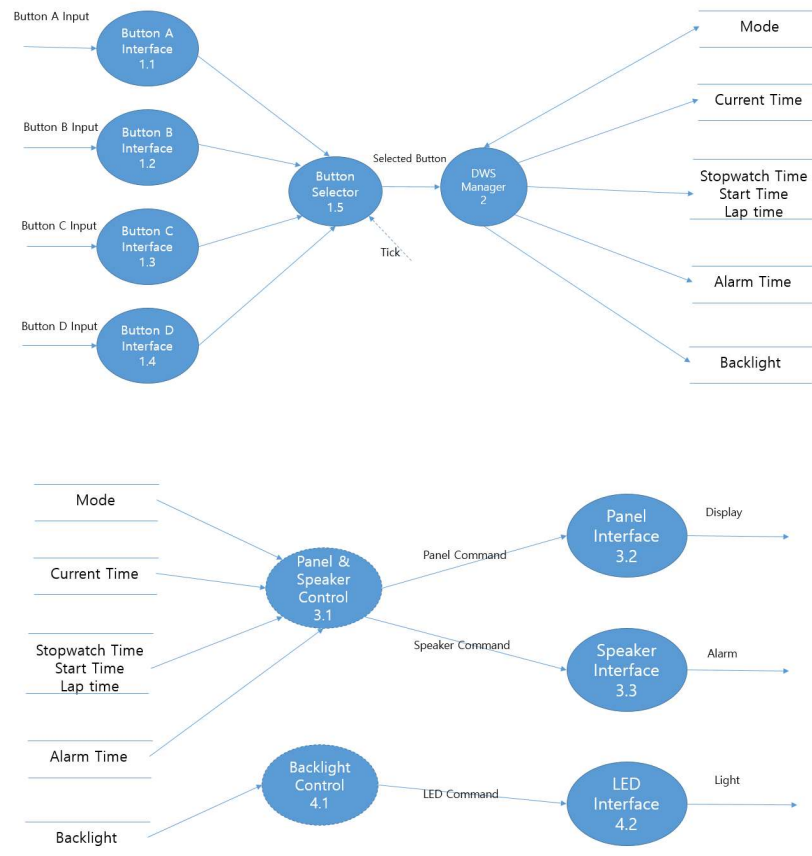 Button A Input
Button A
Interface
1.1
Button B Input
Button B
Interface
1.2
Button C Input
Button C
Interface
1.3
Button D Input
Button D
Interface
1.4
Button
Selector
1.5
Tick
Selected Button
DWS
Manager
2
Mode
Current Time
Stopwatch Time
Start Time
Lap time
Alarm Time
Backlight
Mode
Current Time
Stopwatch Time
Start Time
Lap time
Alarm Time
Backlight
Panel &
Speaker
Control
3.1
Backlight
Control
4.1
Panel Command
Speaker Command
LED Command
Panel
Interface
3.2
Speaker
Interface
3.3
LED
Interface
4.2
Display
Alarm
Light